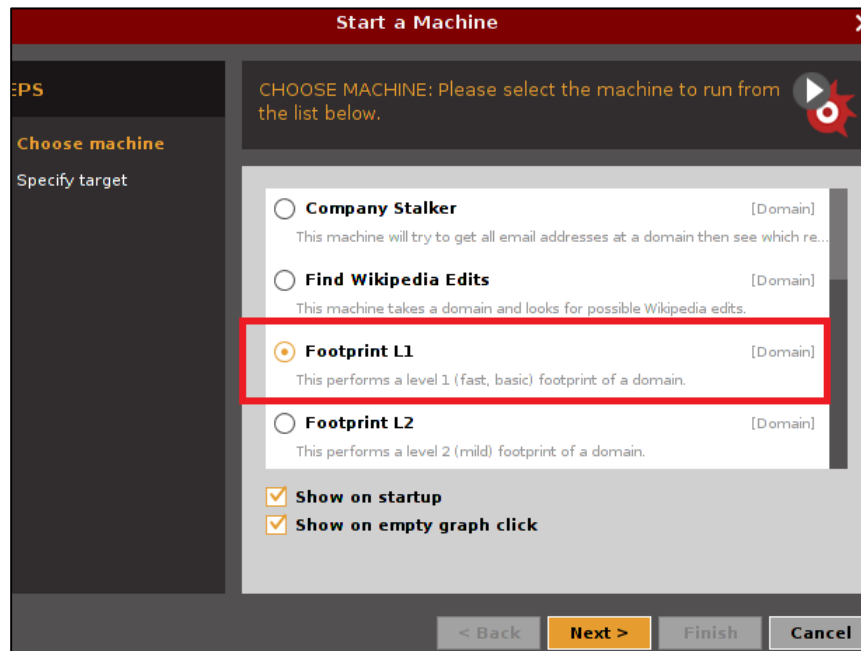 Start a Machine
EPS
CHOOSE MACHINE: Please select the machine to run from
the list below.
Choose machine
Specify target
Company Stalker [Domain]
This machine will try to get all email addresses at a domain then see which re...
Find Wikipedia Edits [Domain]
This machine takes a domain and looks for possible Wikipedia edits.
Footprint L1 [Domain]
This performs a level 1 (fast, basic) footprint of a domain.
Footprint L2 [Domain]
This performs a level 2 (mild) footprint of a domain.
Show on startup
Show on empty graph click
< Back Next > Finish Cancel